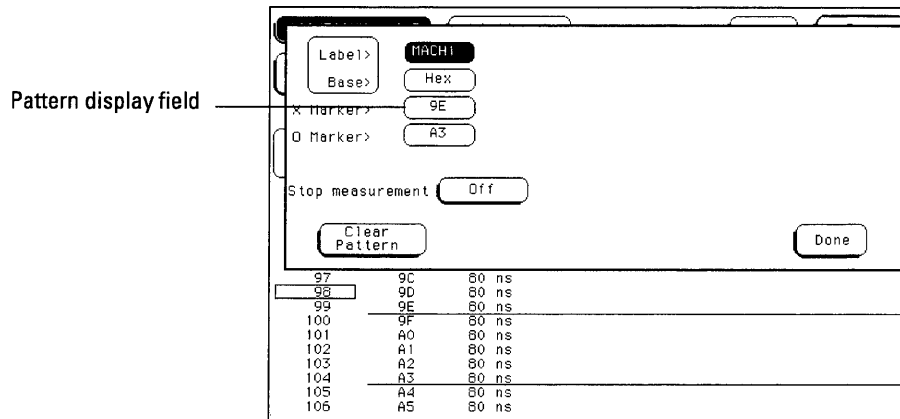 Label> MACH1
Base> Hex
Pattern display field
X Marker> 9E
O Marker> A3
Stop measurement Off
Clear
Pattern
Done
97 9C 80 ns
98 9D 80 ns
99 9E 80 ns
100 9F 80 ns
101 A0 80 ns
102 A1 80 ns
103 A2 80 ns
104 A3 80 ns
105 A4 80 ns
106 A5 80 ns